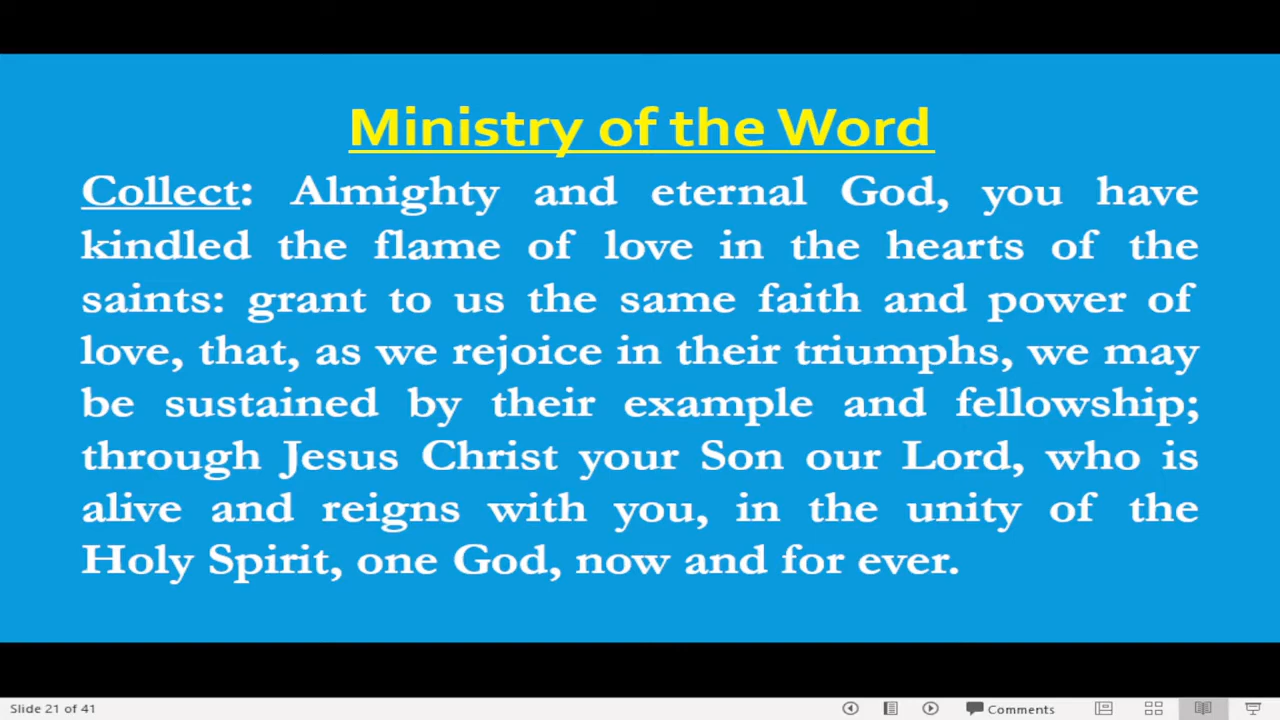 Ministry of the Word
Collect: Almighty and eternal God, you have
kindled the flame of love in the hearts of the
saints: grant to us the same faith and power of
love, that, as we rejoice in their triumphs, we may
be sustained by their example and fellowship;
through Jesus Christ your Son our Lord, who is
alive and reigns with you, in the unity of the
Holy Spirit, one God, now and for ever.
Slide 21 of 41
Comments